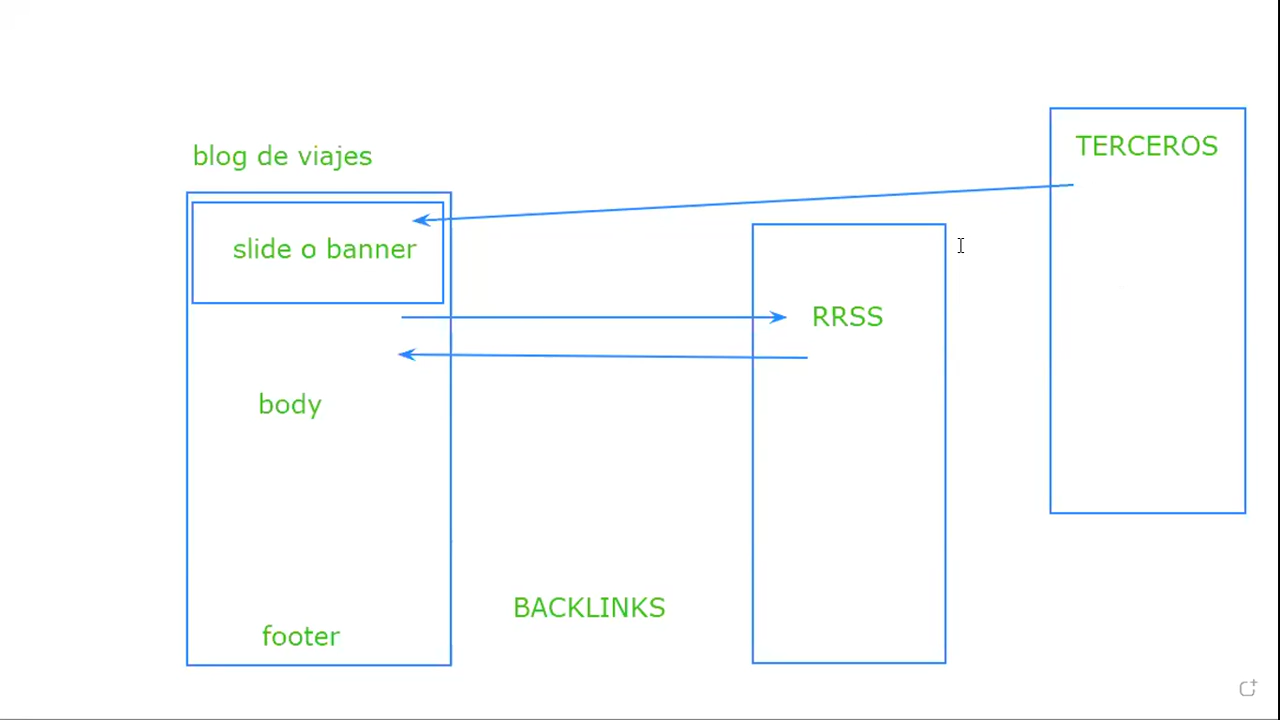 TERCEROS
blog de viajes
slide o banner
RRSS
body
BACKLINKS
footer